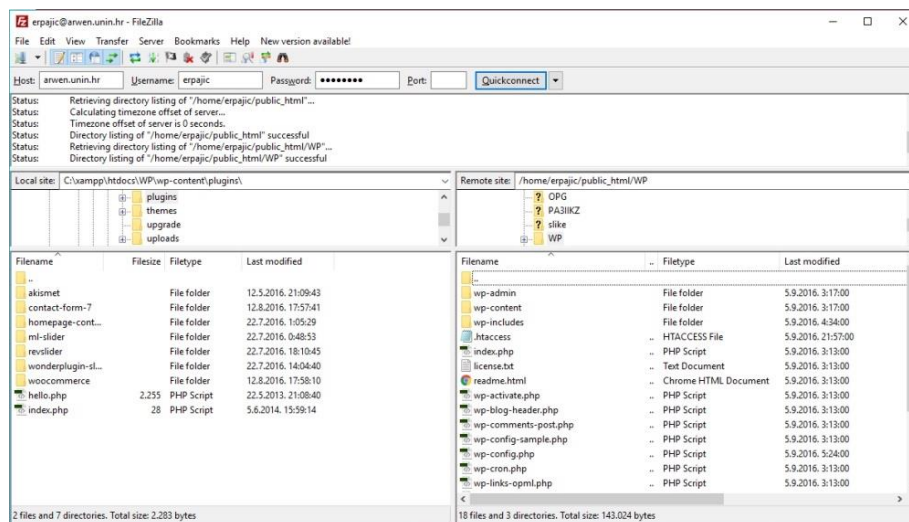 erpajic@arwen.unin.hr - FileZilla
File Edit View Transfer Server Bookmarks Help New version available!
Host: arwen.unin.hr Username: erpajic Password: ●●●●●●●● Port: Quickconnect
Status: Retrieving directory listing of "/home/erpajic/public_html"...
Status: Calculating timezone offset of server...
Status: Timezone offset of server is 0 seconds.
Status: Directory listing of "/home/erpajic/public_html" successful
Status: Retrieving directory listing of "/home/erpajic/public_html/WP"...
Status: Directory listing of "/home/erpajic/public_html/WP" successful
Local site: C:\xampp\htdocs\WP\wp-content\plugins\
plugins
themes
upgrade
uploads
Filename Filesize Filetype Last modified
..
akismet File folder 12.5.2016. 21:09:43
contact-form-7 File folder 12.8.2016. 17:57:41
homepage-cont... File folder 22.7.2016. 1:05:29
ml-slider File folder 22.7.2016. 0:48:53
revslider File folder 22.7.2016. 18:10:45
wonderplugin-sl... File folder 22.7.2016. 14:04:40
woocommerce File folder 12.8.2016. 17:58:10
hello.php 2.255 PHP Script 22.5.2013. 21:08:40
index.php 28 PHP Script 5.6.2014. 15:59:14
2 files and 7 directories. Total size: 2.283 bytes
Remote site: /home/erpajic/public_html/WP
? OPG
? PA3IIKZ
? slike
WP
Filename .. Filetype Last modified
..
wp-admin File folder 5.9.2016. 3:17:00
wp-content File folder 5.9.2016. 3:17:00
wp-includes File folder 5.9.2016. 4:34:00
.htaccess .. HTACCESS File 5.9.2016. 21:57:00
index.php .. PHP Script 5.9.2016. 3:13:00
license.txt .. Text Document 5.9.2016. 3:13:00
readme.html .. Chrome HTML Document 5.9.2016. 3:13:00
wp-activate.php .. PHP Script 5.9.2016. 3:13:00
wp-blog-header.php .. PHP Script 5.9.2016. 3:13:00
wp-comments-post.php .. PHP Script 5.9.2016. 3:13:00
wp-config-sample.php .. PHP Script 5.9.2016. 3:13:00
wp-config.php .. PHP Script 5.9.2016. 5:24:00
wp-cron.php .. PHP Script 5.9.2016. 3:13:00
wp-links-opml.php .. PHP Script 5.9.2016. 3:13:00
18 files and 3 directories. Total size: 143.024 bytes